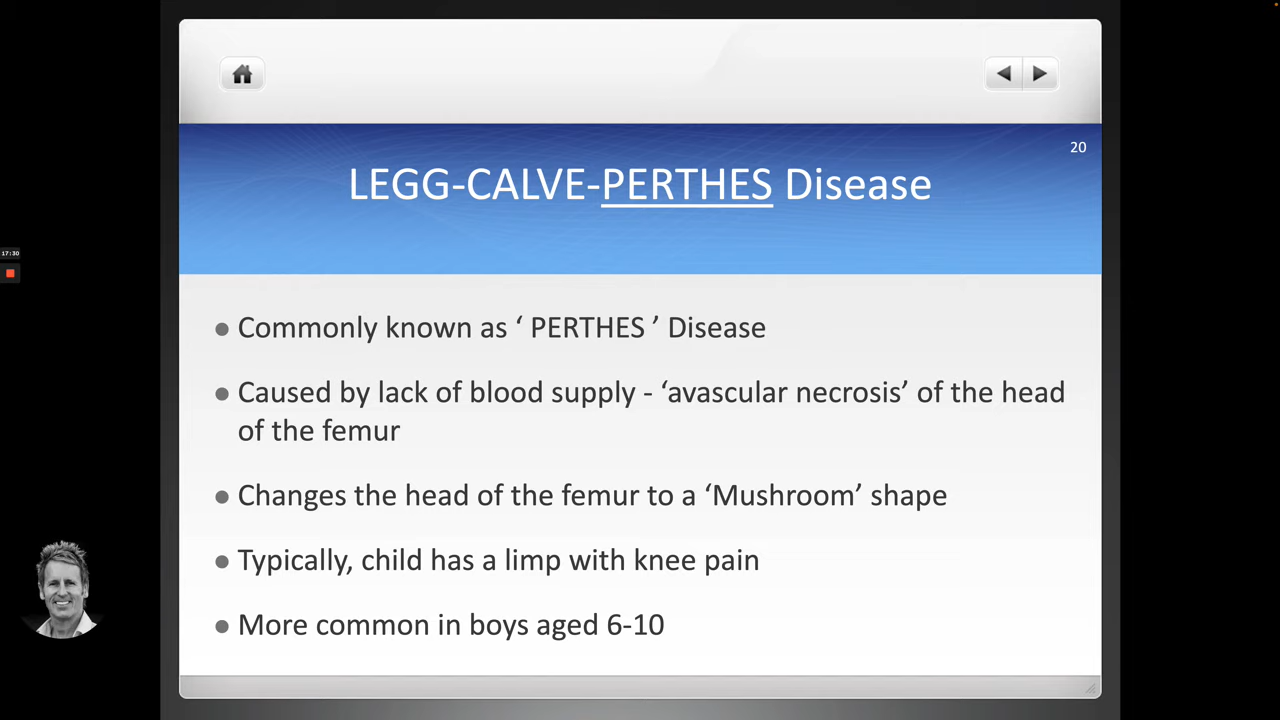 20
LEGG-CALVE-PERTHES Disease
17:30
● Commonly known as ‘ PERTHES ’ Disease
● Caused by lack of blood supply - ‘avascular necrosis’ of the head
of the femur
● Changes the head of the femur to a ‘Mushroom’ shape
● Typically, child has a limp with knee pain
● More common in boys aged 6-10